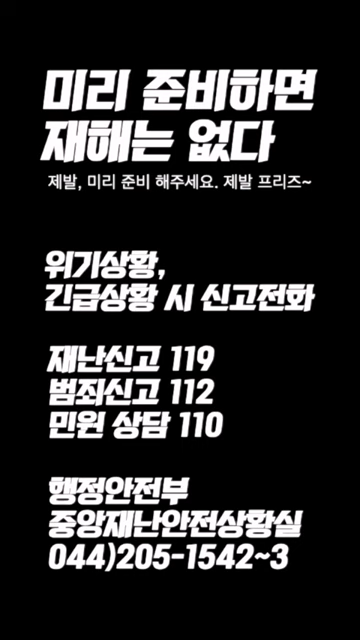 미리 준비하면
재해는 없다
제발, 미리 준비 해주세요. 제발 프리즈~
위기상황,
긴급상황 시 신고전화
재난신고 119
범죄신고 112
민원 상담 110
행정안전부
중앙재난안전상황실
044)205-1542~3